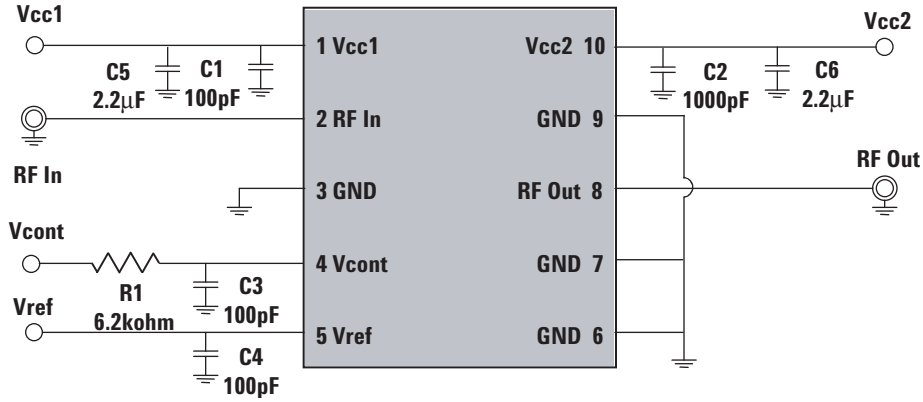 Vcc1
Vcc2
1 Vcc1
Vcc2 10
C5
2.2μF
C1
100pF
C2
1000pF
C6
2.2μF
2 RF In
GND 9
RF In
RF Out
3 GND
RF Out 8
Vcont
4 Vcont
GND 7
R1
6.2kohm
C3
100pF
Vref
5 Vref
GND 6
C4
100pF